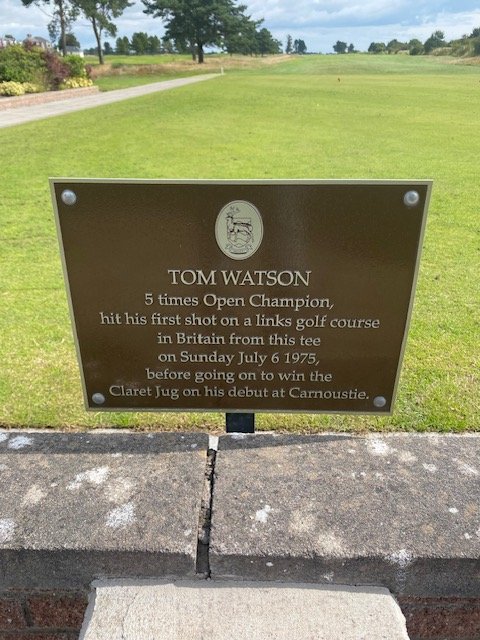 TOM WATSON
5 times Open Champion,
hit his first shot on a links golf course
in Britain from this tee
on Sunday July 6 1975,
before going on to win the
Claret Jug on his debut at Carnoustie.